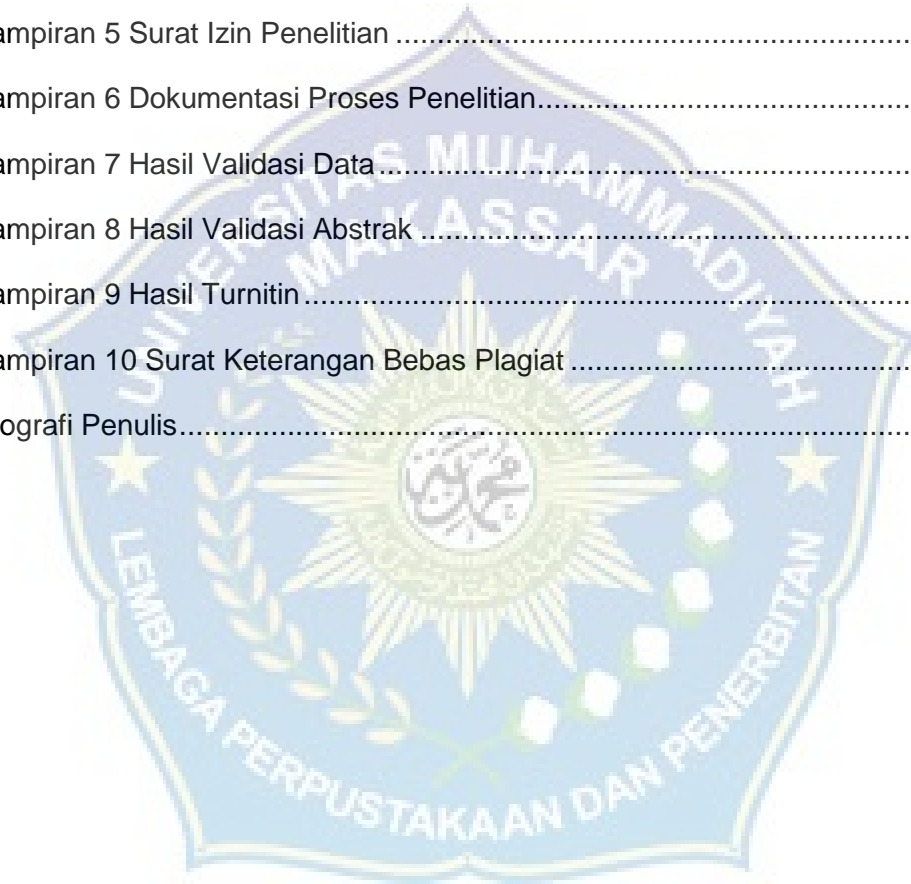 ampiran 5 Surat Izin Penelitian ........................................................
ampiran 6 Dokumentasi Proses Penelitian........................................
ampiran 7 Hasil Validasi Data...........................................................
ampiran 8 Hasil Validasi Abstrak ......................................................
ampiran 9 Hasil Turnitin....................................................................
ampiran 10 Surat Keterangan Bebas Plagiat ....................................
ografi Penulis....................................................................................
UNIVERSITAS MUHAMMADIYAH
MAKASSAR
محمدية
LEMBAGA PERPUSTAKAAN DAN PENERBITAN